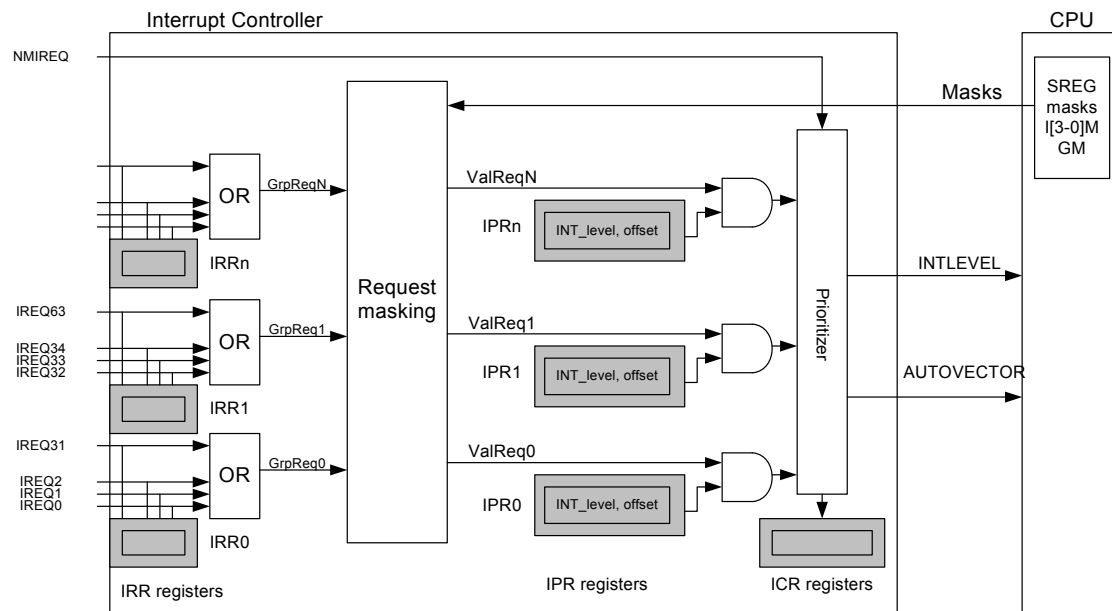 Interrupt Controller
CPU
NMIREQ
Masks
SREG
masks
I[3-0]M
GM
OR
GrpReqN
ValReqN
IPRn
INT_level, offset
IRRn
Request
masking
Prioritizer
INTLEVEL
IREQ63
IREQ34
IREQ33
IREQ32
OR
GrpReq1
ValReq1
IPR1
INT_level, offset
IRR1
AUTOVECTOR
IREQ31
IREQ2
IREQ1
IREQ0
OR
GrpReq0
ValReq0
IPR0
INT_level, offset
IRR0
IRR registers
IPR registers
ICR registers